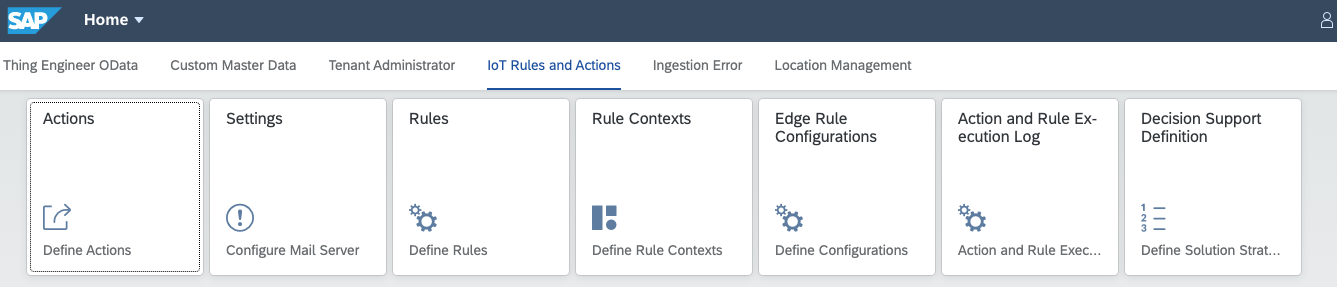 SAP Home
Thing Engineer OData Custom Master Data Tenant Administrator IoT Rules and Actions Ingestion Error Location Management
Actions
Define Actions
Settings
Configure Mail Server
Rules
Define Rules
Rule Contexts
Define Rule Contexts
Edge Rule
Configurations
Define Configurations
Action and Rule Ex-
ecution Log
Action and Rule Exec...
Decision Support
Definition
1
2
3
Define Solution Strat...